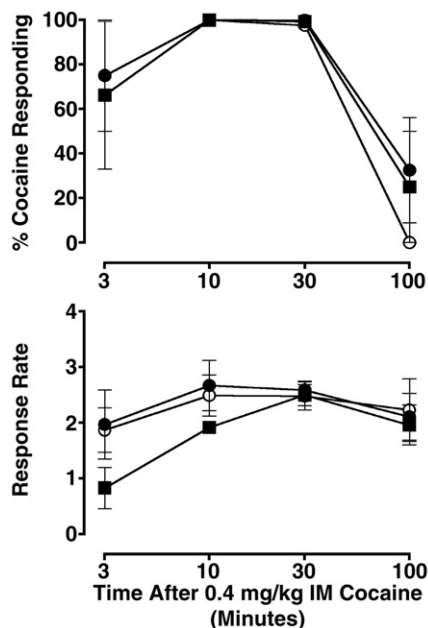 % Cocaine Responding
100
80
60
40
20
0
3 10 30 100
Response Rate
4
3
2
1
0
3 10 30 100
Time After 0.4 mg/kg IM Cocaine
(Minutes)